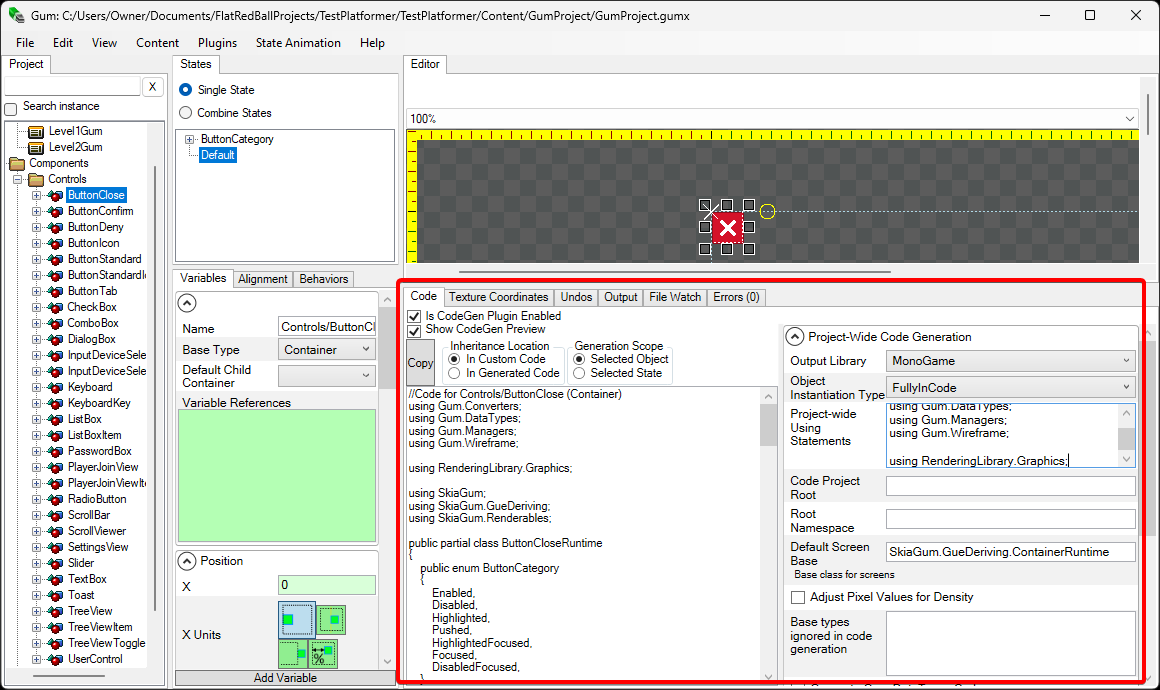 Gum: C:/Users/Owner/Documents/FlatRedBallProjects/TestPlatformer/TestPlatformer/Content/GumProject/GumProject.gumx
File Edit View Content Plugins State Animation Help
Project
X
Search instance
Level1Gum
Level2Gum
Components
Controls
ButtonClose
ButtonConfirm
ButtonDeny
ButtonIcon
ButtonStandard
ButtonStandardI
ButtonTab
CheckBox
ComboBox
DialogBox
InputDeviceSele
InputDeviceSele
Keyboard
KeyboardKey
ListBox
ListBoxItem
PasswordBox
PlayerJoinView
PlayerJoinViewIt
RadioButton
ScrollBar
ScrollViewer
SettingsView
Slider
TextBox
Toast
TreeView
TreeViewItem
TreeViewToggle
UserControl
States
Single State
Combine States
ButtonCategory
Default
Variables Alignment Behaviors
Name Controls/ButtonCl
Base Type Container
Default Child
Container
Variable References
Position
X 0
X Units
%
Add Variable
Editor
100%
Code Texture Coordinates Undos Output File Watch Errors (0)
Is CodeGen Plugin Enabled
Show CodeGen Preview
Copy
Inheritance Location
In Custom Code
In Generated Code
Generation Scope
Selected Object
Selected State
//Code for Controls/ButtonClose (Container)
using Gum.Converters;
using Gum.DataTypes;
using Gum.Managers;
using Gum.Wireframe;
using RenderingLibrary.Graphics;
using SkiaGum;
using SkiaGum.GueDeriving;
using SkiaGum.Renderables;
public partial class ButtonCloseRuntime
{
public enum ButtonCategory
{
Enabled,
Disabled,
Highlighted,
Pushed,
HighlightedFocused,
Focused,
DisabledFocused,
}
Project-Wide Code Generation
Output Library MonoGame
Object
Instantiation Type FullyInCode
Project-wide
Using
Statements
using Gum.DataTypes;
using Gum.Managers;
using Gum.Wireframe;
using RenderingLibrary.Graphics;
Code Project
Root
Root
Namespace
Default Screen
Base
SkiaGum.GueDeriving.ContainerRuntime
Base class for screens
Adjust Pixel Values for Density
Base types
ignored in code
generation